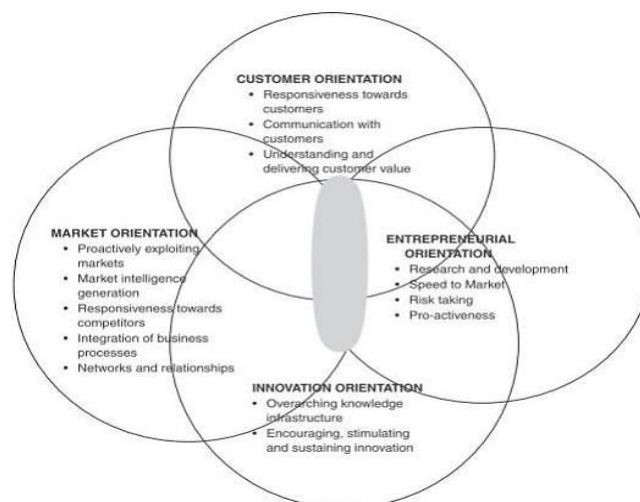 CUSTOMER ORIENTATION
• Responsiveness towards
customers
• Communication with
customers
• Understanding and
delivering customer value
MARKET ORIENTATION
• Proactively exploiting
markets
• Market intelligence
generation
• Responsiveness towards
competitors
• Integration of business
processes
• Networks and relationships
ENTREPRENEURIAL
ORIENTATION
• Research and development
• Speed to Market
• Risk taking
• Pro-activeness
INNOVATION ORIENTATION
• Overarching knowledge
infrastructure
• Encouraging, stimulating
and sustaining innovation